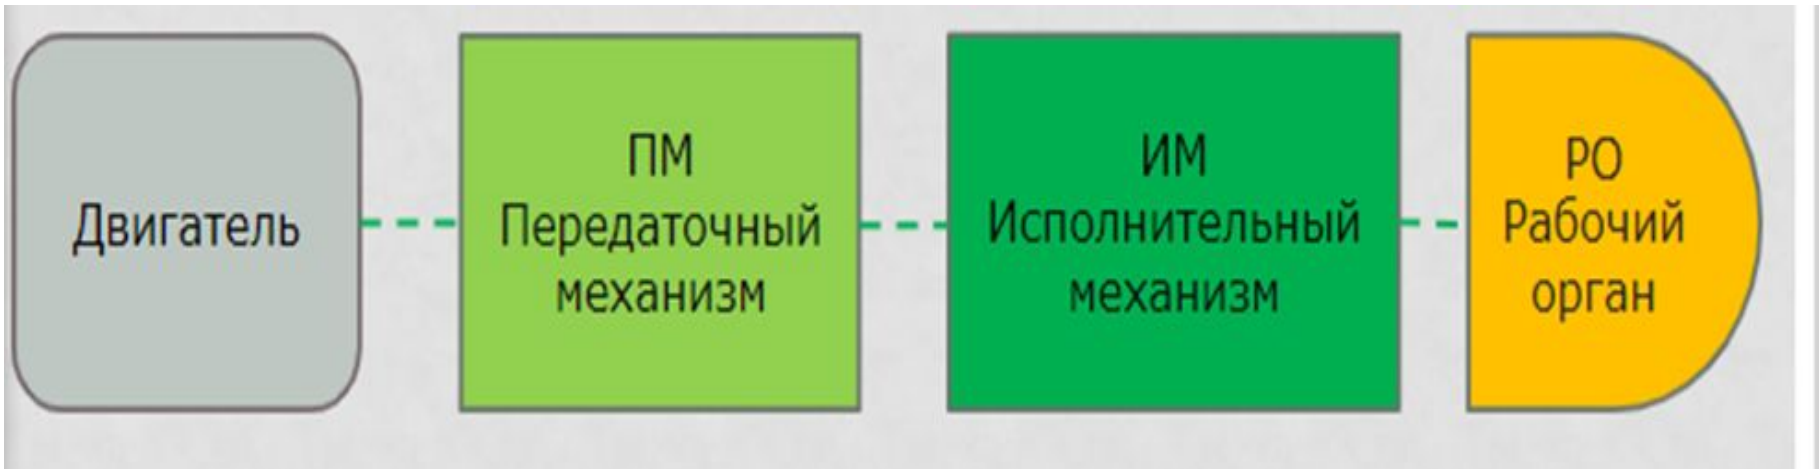 Двигатель
ПМ
Передаточный
механизм
ИМ
Исполнительный
механизм
РО
Рабочий
орган